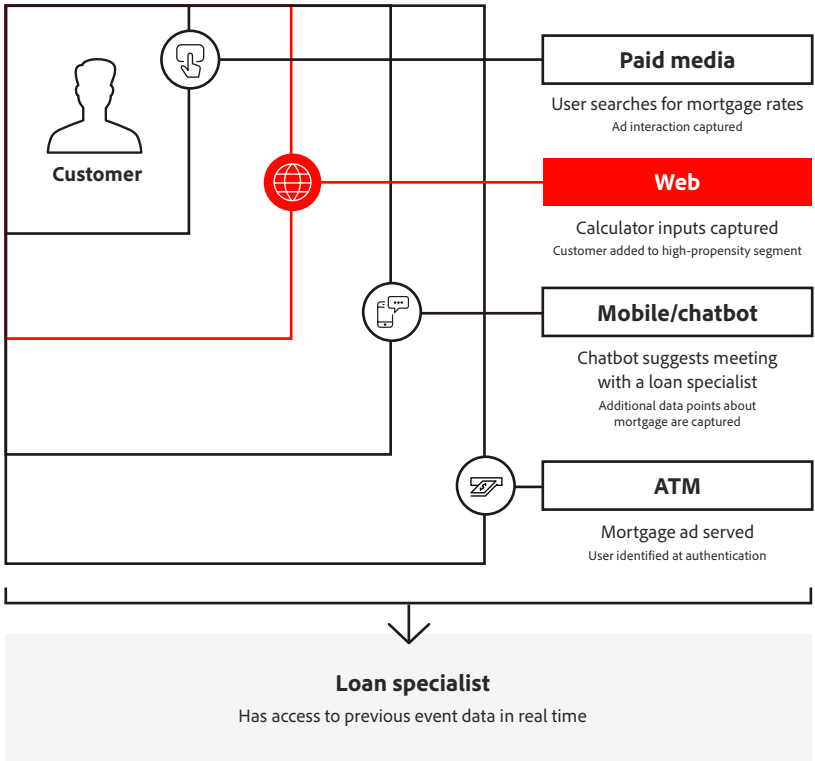 Customer
Paid media
User searches for mortgage rates
Ad interaction captured
Web
Calculator inputs captured
Customer added to high-propensity segment
Mobile/chatbot
Chatbot suggests meeting
with a loan specialist
Additional data points about
mortgage are captured
ATM
Mortgage ad served
User identified at authentication
Loan specialist
Has access to previous event data in real time